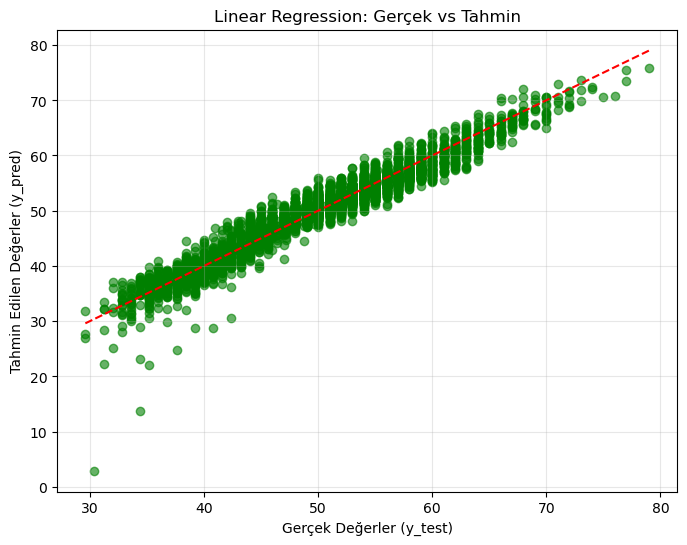 Linear Regression: Gerçek vs Tahmin
Tahmin Edilen Değerler (y_pred)
80
70
60
50
40
30
20
10
0
30 40 50 60 70 80
Gerçek Değerler (y_test)